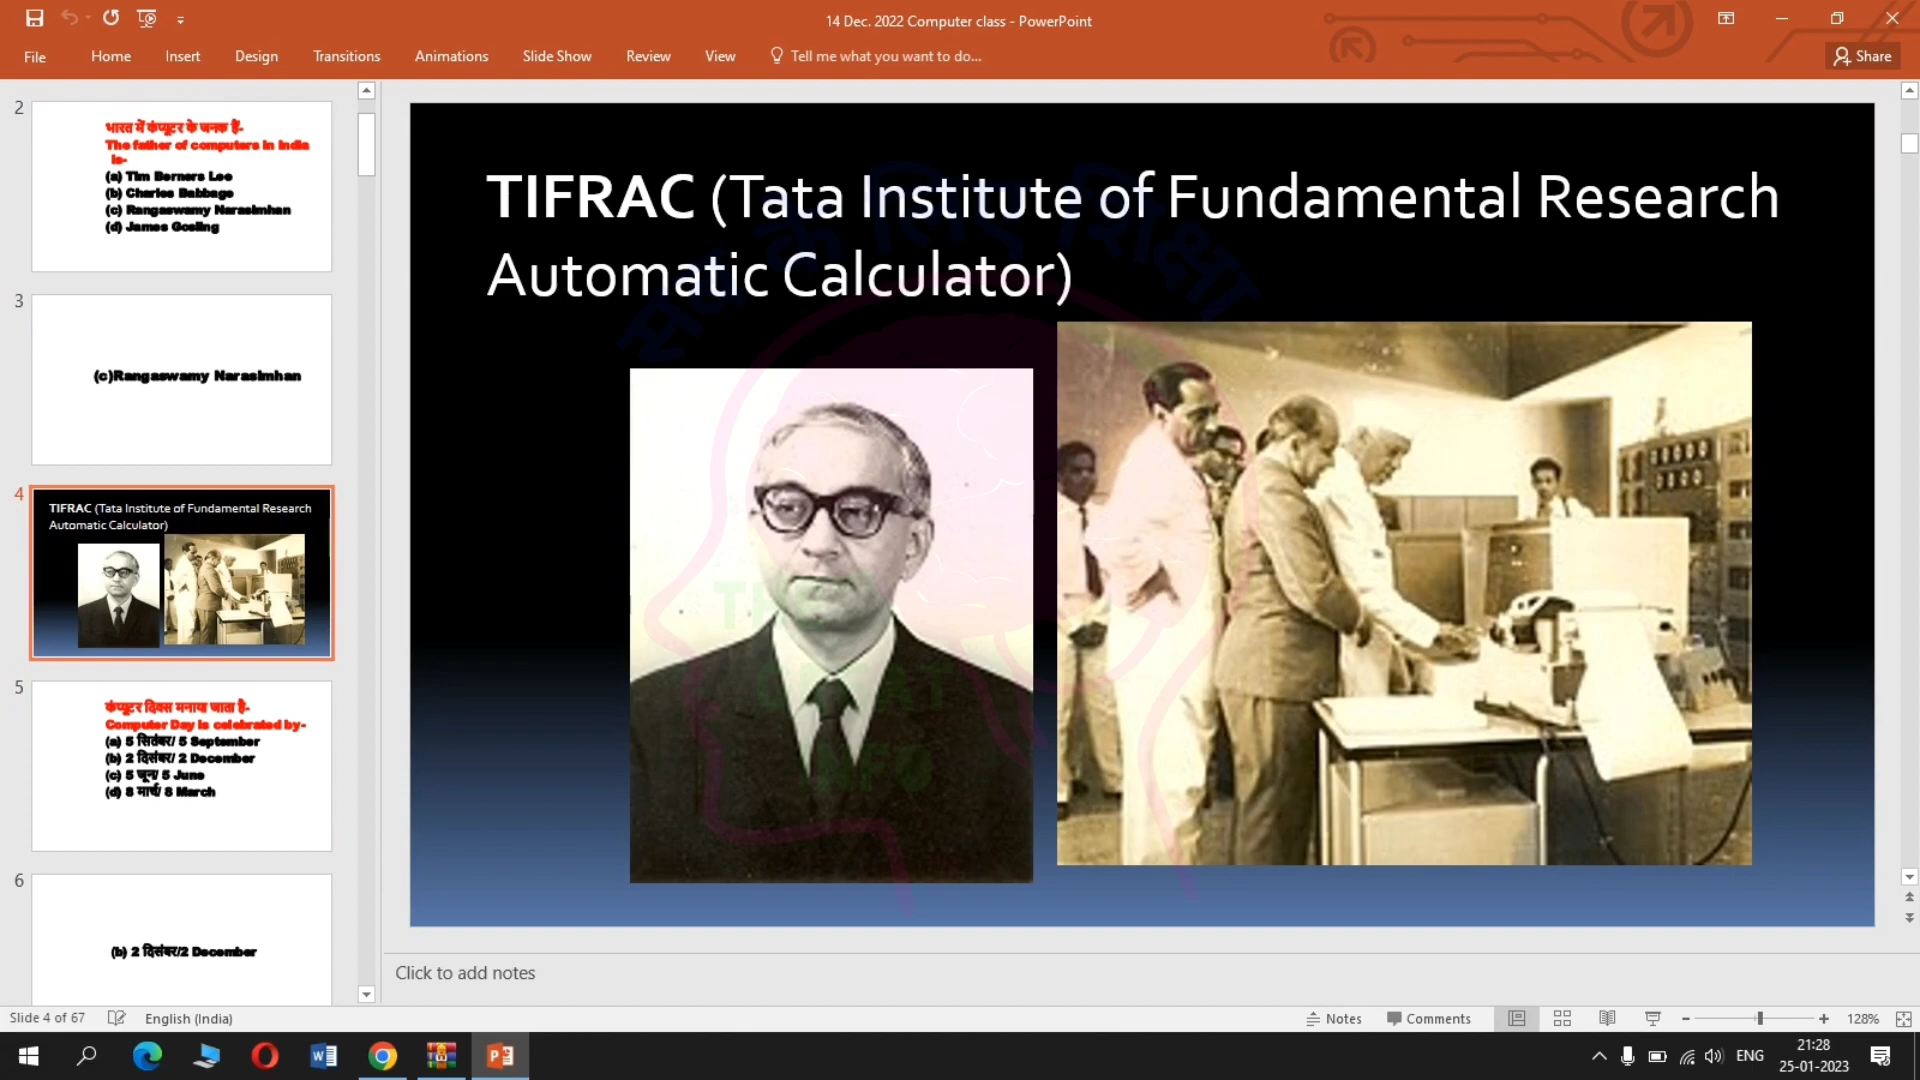 14 Dec. 2022 Computer class - PowerPoint
File Home Insert Design Transitions Animations Slide Show Review View Tell me what you want to do... Share
2
भारत में कंप्यूटर के जनक हैं-
The father of computers in India
is-
(a) Tim Berners Lee
(b) Charles Babbage
(c) Rangaswamy Narasimhan
(d) James Gosling
3
(c)Rangaswamy Narasimhan
4
TIFRAC (Tata Institute of Fundamental Research
Automatic Calculator)
5
कंप्यूटर दिवस मनाया जाता है-
Computer Day is celebrated by-
(a) 5 सितंबर/ 5 September
(b) 2 दिसंबर/ 2 December
(c) 5 जून/ 5 June
(d) 8 मार्च/ 8 March
6
(b) 2 दिसंबर/2 December
TIFRAC (Tata Institute of Fundamental Research
Automatic Calculator)
सब के लिए शिक्षा
Click to add notes
Slide 4 of 67 English (India) Notes Comments 128%
ENG
21:28
25-01-2023